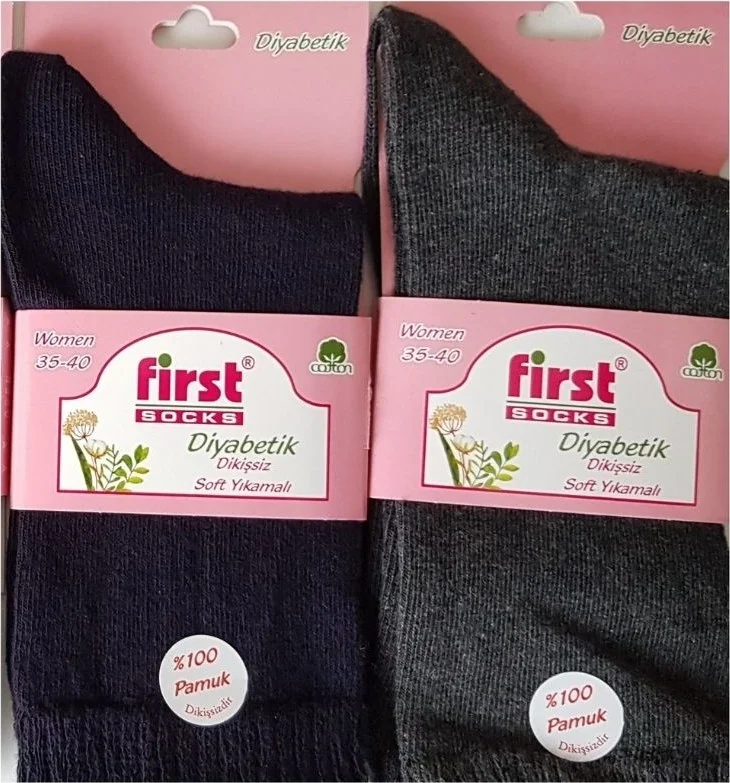 Diyabetik
Women
35-40
first®
SOCKS
cotton
Diyabetik
Dikişsiz
Soft Yıkamalı
%100
Pamuk
Dikişsizdir
Diyabetik
Women
35-40
first®
SOCKS
cotton
Diyabetik
Dikişsiz
Soft Yıkamalı
%100
Pamuk
Dikişsizdir